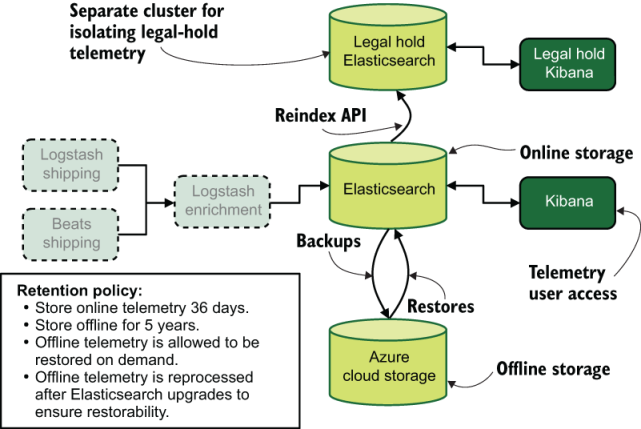 Separate cluster for
isolating legal-hold
telemetry
Legal hold
Elasticsearch
Legal hold
Kibana
Reindex API
Online storage
Logstash
shipping
Logstash
enrichment
Elasticsearch
Kibana
Beats
shipping
Backups
Restores
Telemetry
user access
Retention policy:
• Store online telemetry 36 days.
• Store offline for 5 years.
• Offline telemetry is allowed to be
restored on demand.
• Offline telemetry is reprocessed
after Elasticsearch upgrades to
ensure restorability.
Azure
cloud storage
Offline storage